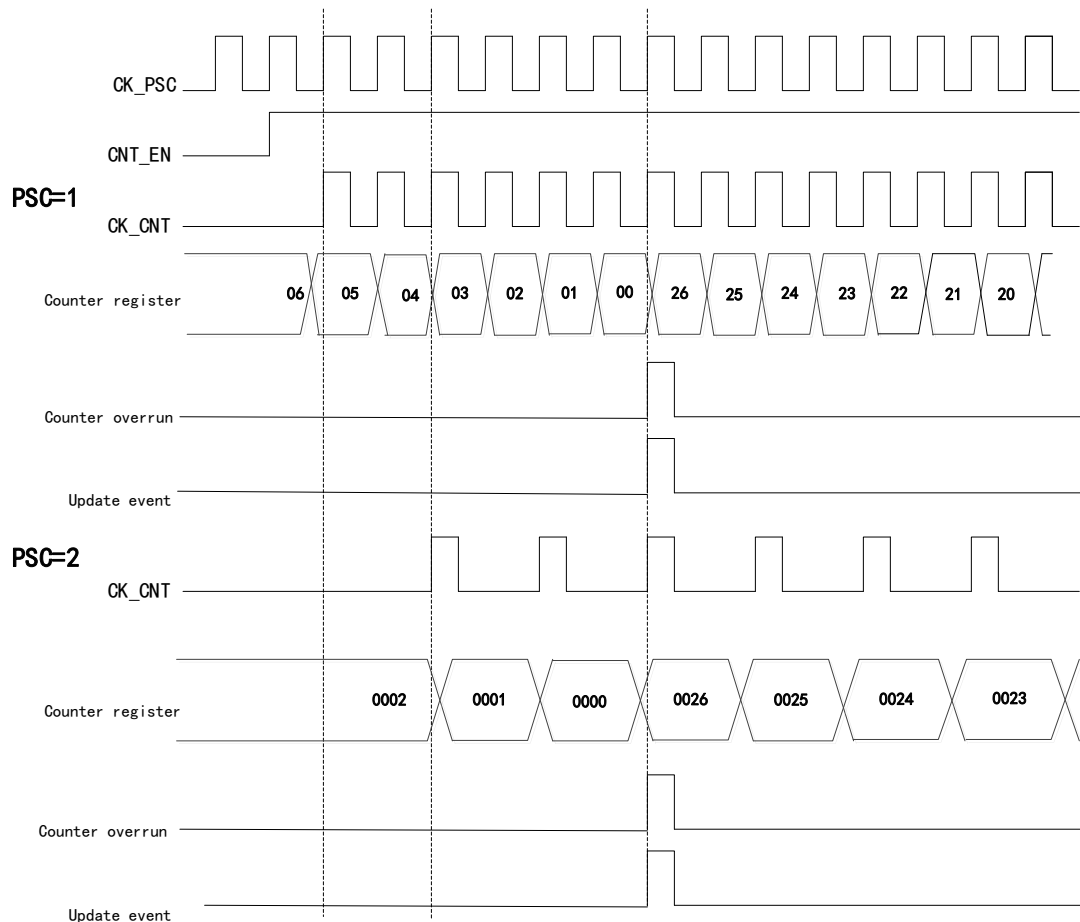 CK_PSC
CNT_EN
PSC=1
CK_CNT
Counter register 06 05 04 03 02 01 00 26 25 24 23 22 21 20
Counter overrun
Update event
PSC=2
CK_CNT
Counter register 0002 0001 0000 0026 0025 0024 0023
Counter overrun
Update event